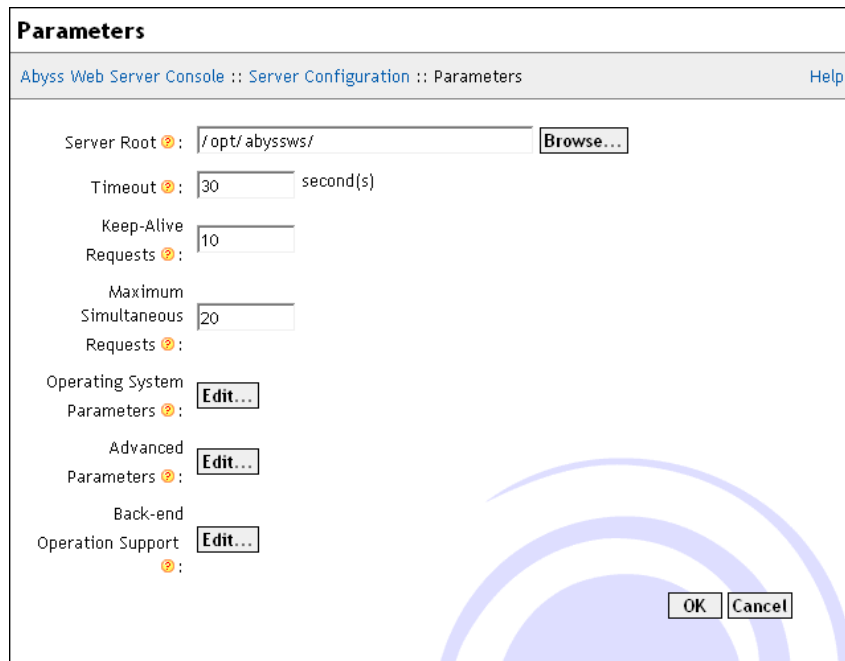 Parameters
Abyss Web Server Console :: Server Configuration :: Parameters Help
Server Root ?: /opt/abyssws/ Browse...
Timeout ?: 30 second(s)
Keep-Alive
Requests ?: 10
Maximum
Simultaneous
Requests ?: 20
Operating System
Parameters ?: Edit...
Advanced
Parameters ?: Edit...
Back-end
Operation Support Edit...
?:
OK Cancel